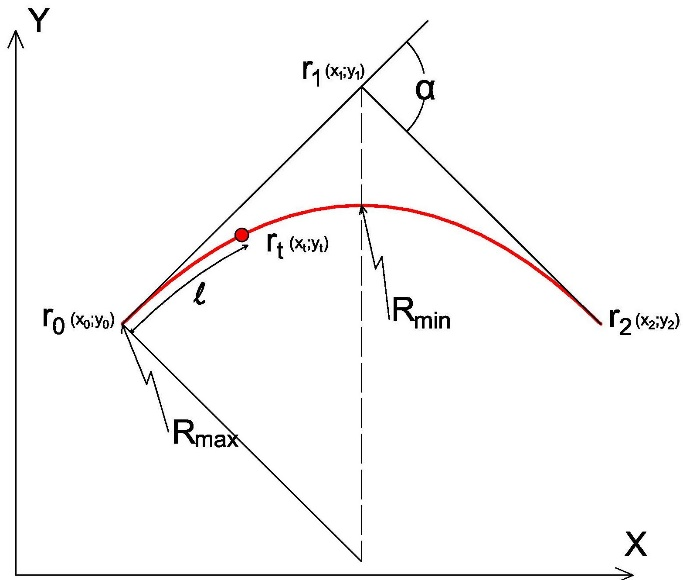 Y
r1 (x1;y1)
α
rt (xt;yt)
ℓ
r0 (x0;y0)
Rmin
r2 (x2;y2)
Rmax
X